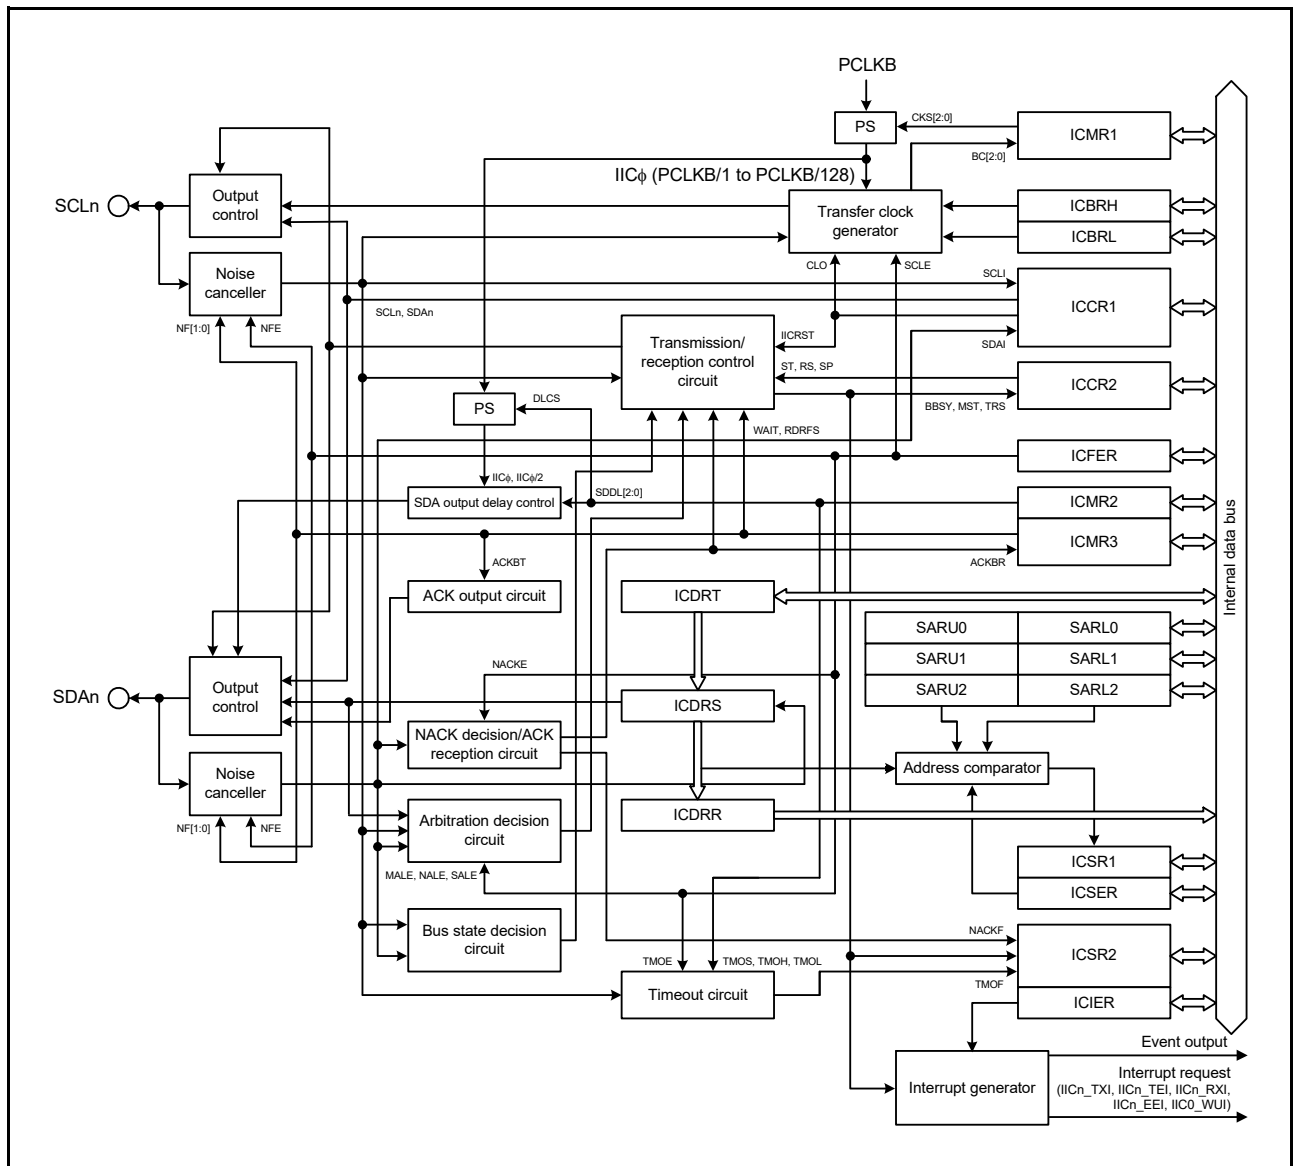 PCLKB
PS
CKS[2:0]
ICMR1
BC[2:0]
IICϕ (PCLKB/1 to PCLKB/128)
SCLn
Output
control
Transfer clock
generator
ICBRH
ICBRL
CLO
SCLE
Noise
canceller
SCLI
ICCR1
NF[1:0]
NFE
SCLn, SDAn
Transmission/
reception control
circuit
IICRST
SDAI
ST, RS, SP
ICCR2
PS
DLCS
BBSY, MST, TRS
WAIT, RDRFS
ICFER
IICϕ, IICϕ/2
SDA output delay control
SDDL[2:0]
ICMR2
Internal data bus
ICMR3
ACKBT
ACKBR
ACK output circuit
ICDRT
SARU0
SARL0
SARU1
SARL1
SARU2
SARL2
NACKE
SDAn
Output
control
ICDRS
NACK decision/ACK
reception circuit
Noise
canceller
Address comparator
NF[1:0]
NFE
Arbitration decision
circuit
ICDRR
MALE, NALE, SALE
ICSR1
ICSER
Bus state decision
circuit
NACKF
ICSR2
TMOE
TMOS, TMOH, TMOL
TMOF
Timeout circuit
ICIER
Event output
Interrupt generator
Interrupt request
(IICn_TXI, IICn_TEI, IICn_RXI,
IICn_EEI, IIC0_WUI)